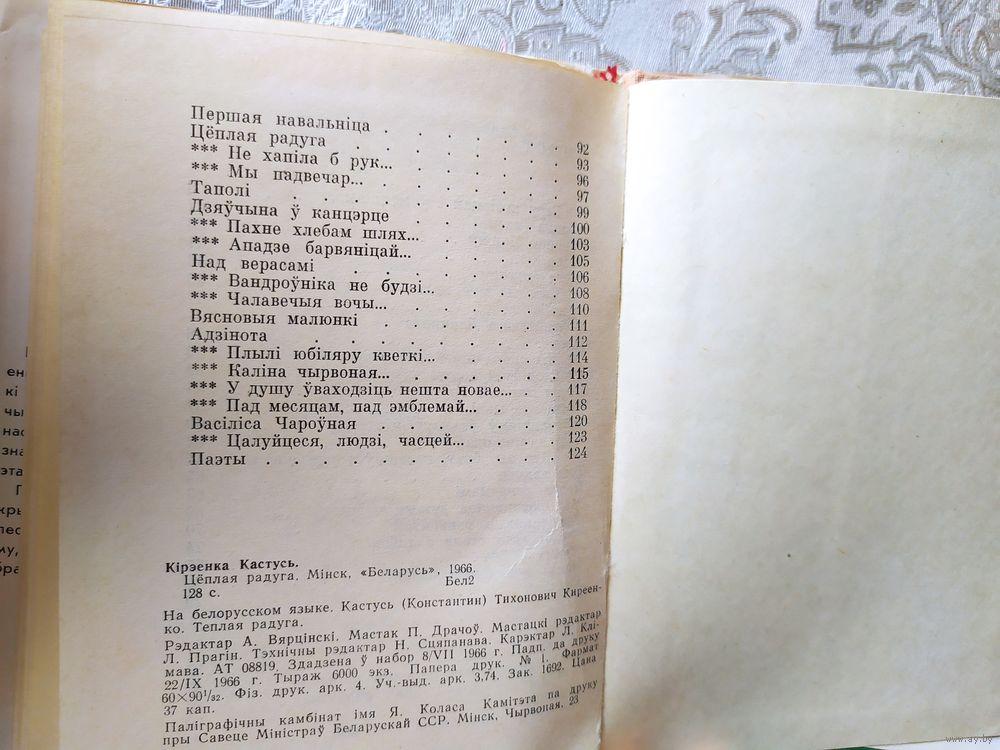 Першая навальніца . . . . . . . 92
Цёплая радуга . . . . . . . . 93
*** Не хапіла б рук... . . . . . . 96
*** Мы падвечар... . . . . . . . 97
Таполі . . . . . . . . . . 99
Дзяўчына ў канцэрце . . . . . . 100
*** Пахне хлебам шлях... . . . . . 103
*** Ападзе барвяніцай... . . . . . 105
Над верасамі . . . . . . . . 106
*** Вандроўніка не будзі... . . . . 108
*** Чалавечыя вочы... . . . . . . 110
Вясновыя малюнкі . . . . . . . 111
Адзінота . . . . . . . . . 112
*** Плылі юбіляру кветкі... . . . . 114
*** Каліна чырвоная... . . . . . . 115
*** У душу ўваходзіць нешта новае... . . 117
*** Пад месяцам, пад эмблемай... . . . 118
Васіліса Чароўная . . . . . . . 120
*** Цалуйцеся, людзі, часцей... . . . 123
Паэты . . . . . . . . . . 124
Кірэенка Кастусь.
Цёплая радуга. Мінск, «Беларусь», 1966.
128 с. Бел2
На белорусском языке. Кастусь (Константин) Тихонович Киреен-
ко. Теплая радуга.
Рэдактар А. Вярцінскі. Мастак П. Драчоў. Мастацкі рэдактар
Л. Прагін. Тэхнічны рэдактар Н. Сцяпанава. Карэктар Л. Клі-
мава. АТ 08819. Здадзена ў набор 8/VII 1966 г. Падп. да друку
22/IX 1966 г. Тыраж 6000 экз. Папера друк. № 1. Фармат
60×90¹/₃₂. Фіз. друк. арк. 4. Уч.-выд. арк. 3,74. Зак. 1692. Цана
37 кап.
Паліграфічны камбінат імя Я. Коласа Камітэта па друку
пры Савеце Міністраў Беларускай ССР. Мінск, Чырвоная, 23
www.ay.by